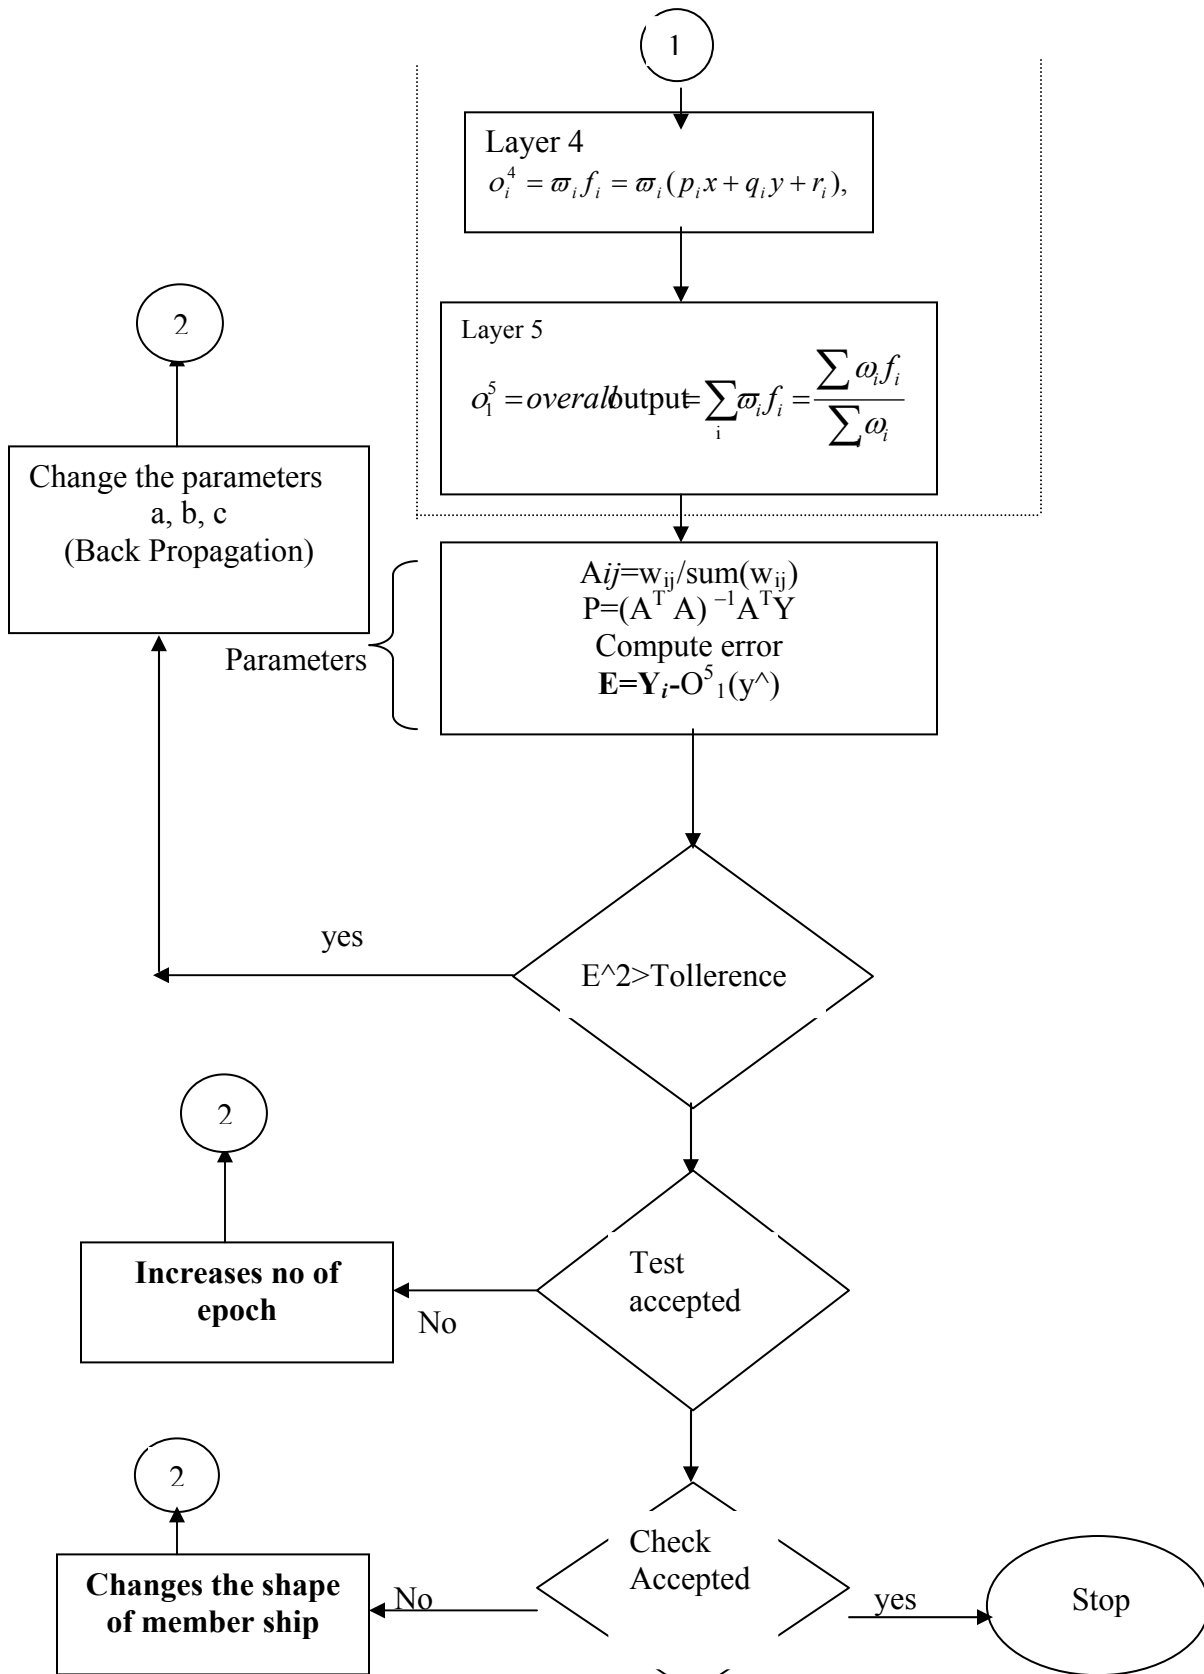 1
Layer 4
o_i^4 = ϖ_i f_i = ϖ_i (p_i x + q_i y + r_i),
2
Layer 5
o_1^5 = overall output = ∑_i ϖ_i f_i = ∑ ω_i f_i / ∑ ω_i
Change the parameters
a, b, c
(Back Propagation)
Aij=w_ij/sum(w_ij)
P=(A^T A)^–1 A^T Y
Parameters
Compute error
E=Y_i-O^5_1(y^)
yes
E^2>Tollerence
2
Increases no of
epoch
No
Test
accepted
2
Changes the shape
of member ship
No
Check
Accepted
yes
Stop